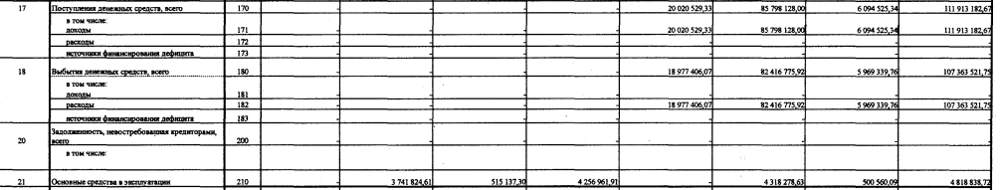 17 Поступления денежных средств, всего 170 - - - - 20 020 529,33 85 798 128,00 6 094 525,34 111 913 182,67
в том числе:
доходы 171 - - - - 20 020 529,33 85 798 128,00 6 094 525,34 111 913 182,67
расходы 172 - - - - - - - -
источники финансирования дефицита 173 - - - - - - - -
18 Выбытия денежных средств, всего 180 - - - - 18 977 406,07 82 416 775,92 5 969 339,76 107 363 521,75
в том числе:
доходы 181 - - - - - - - -
расходы 182 - - - - 18 977 406,07 82 416 775,92 5 969 339,76 107 363 521,75
источники финансирования дефицита 183 - - - - - - - -
Задолженность, невостребованная кредиторами,
20 всего 200 - - - - - - - -
в том числе:
21 Основные средства в эксплуатации 210 3 741 824,61 515 137,30 4 256 961,91 - 4 318 278,63 500 560,09 4 818 838,72